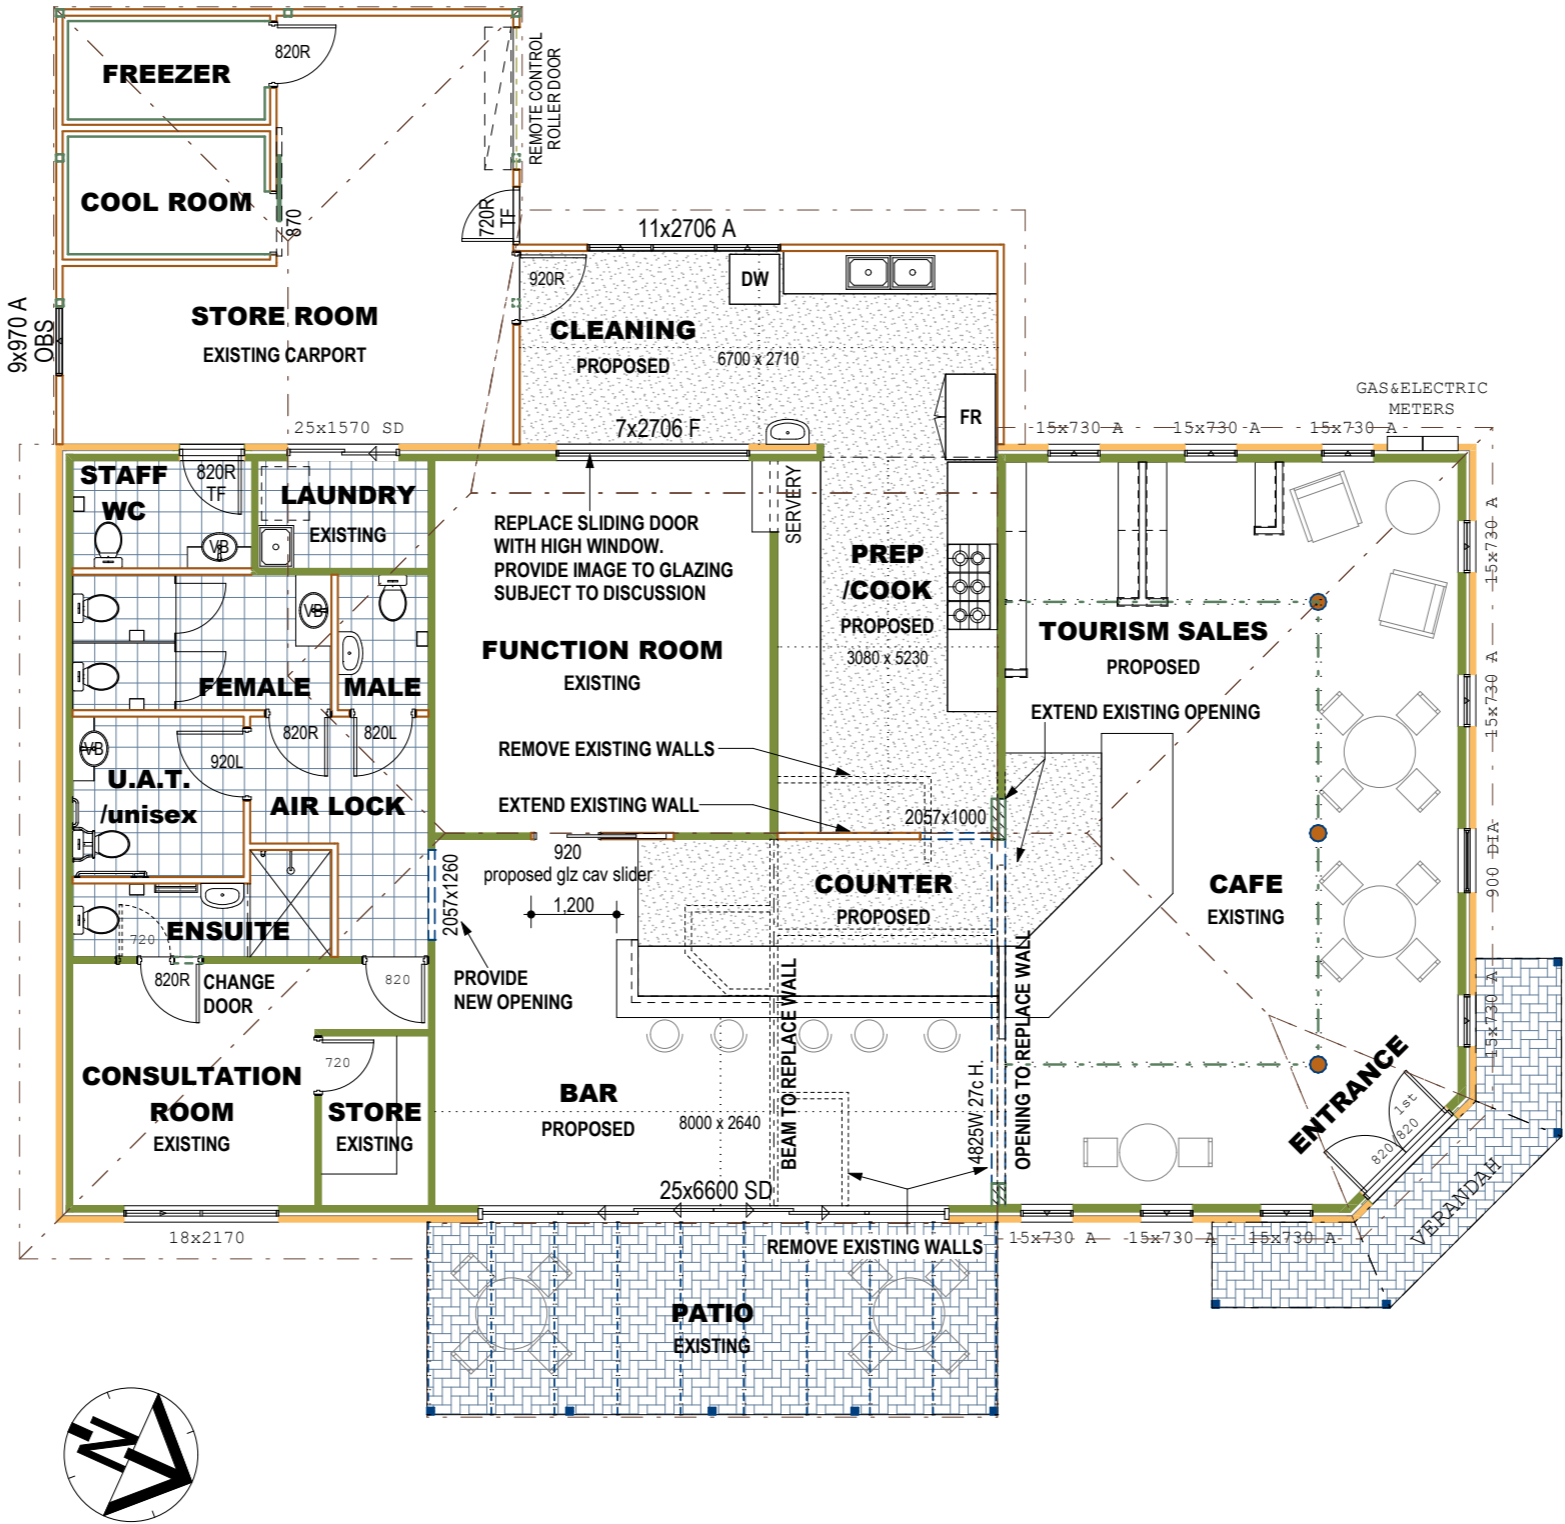 FREEZER
820R
REMOTE CONTROL
ROLLER DOOR
COOL ROOM
870
720R
TF
11x2706 A
920R
DW
9x970 A
OBS
STORE ROOM
EXISTING CARPORT
CLEANING
PROPOSED
6700 x 2710
FR
GAS&ELECTRIC
METERS
25x1570 SD
7x2706 F
15x730 A
15x730 A
15x730 A
STAFF
WC
820R
TF
VB
LAUNDRY
EXISTING
REPLACE SLIDING DOOR
WITH HIGH WINDOW.
PROVIDE IMAGE TO GLAZING
SUBJECT TO DISCUSSION
SERVERY
PREP
/COOK
PROPOSED
3080 x 5230
15x730 A
VB
FUNCTION ROOM
EXISTING
TOURISM SALES
PROPOSED
FEMALE
MALE
15x730 A
EXTEND EXISTING OPENING
820R
820L
VB
920L
REMOVE EXISTING WALLS
U.A.T.
/unisex
AIR LOCK
EXTEND EXISTING WALL
2057x1000
2057x1260
920
proposed glz cav slider
1,200
COUNTER
PROPOSED
CAFE
EXISTING
900 DIA
ENSUITE
720
820R
CHANGE
DOOR
820
PROVIDE
NEW OPENING
BEAM TO REPLACE WALL
OPENING TO REPLACE WALL
4825W 27c H.
15x730 A
CONSULTATION
ROOM
EXISTING
720
STORE
EXISTING
BAR
PROPOSED
8000 x 2640
ENTRANCE
820/820
1st
VERANDAH
25x6600 SD
18x2170
REMOVE EXISTING WALLS
15x730 A
15x730 A
15x730 A
PATIO
EXISTING
N